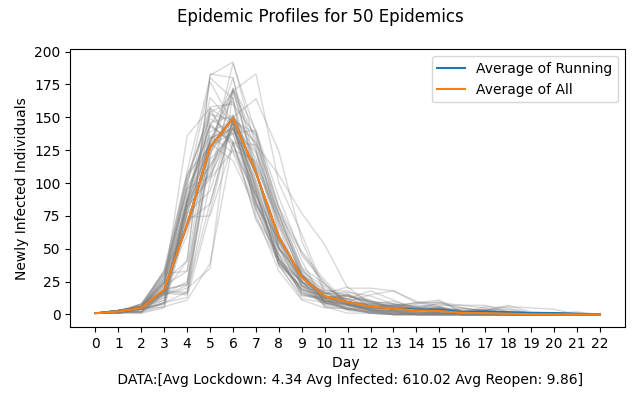 Epidemic Profiles for 50 Epidemics
200
175
150
125
100
75
50
25
0
Newly Infected Individuals
Average of Running
Average of All
0 1 2 3 4 5 6 7 8 9 10 11 12 13 14 15 16 17 18 19 20 21 22
Day
DATA:[Avg Lockdown: 4.34 Avg Infected: 610.02 Avg Reopen: 9.86]